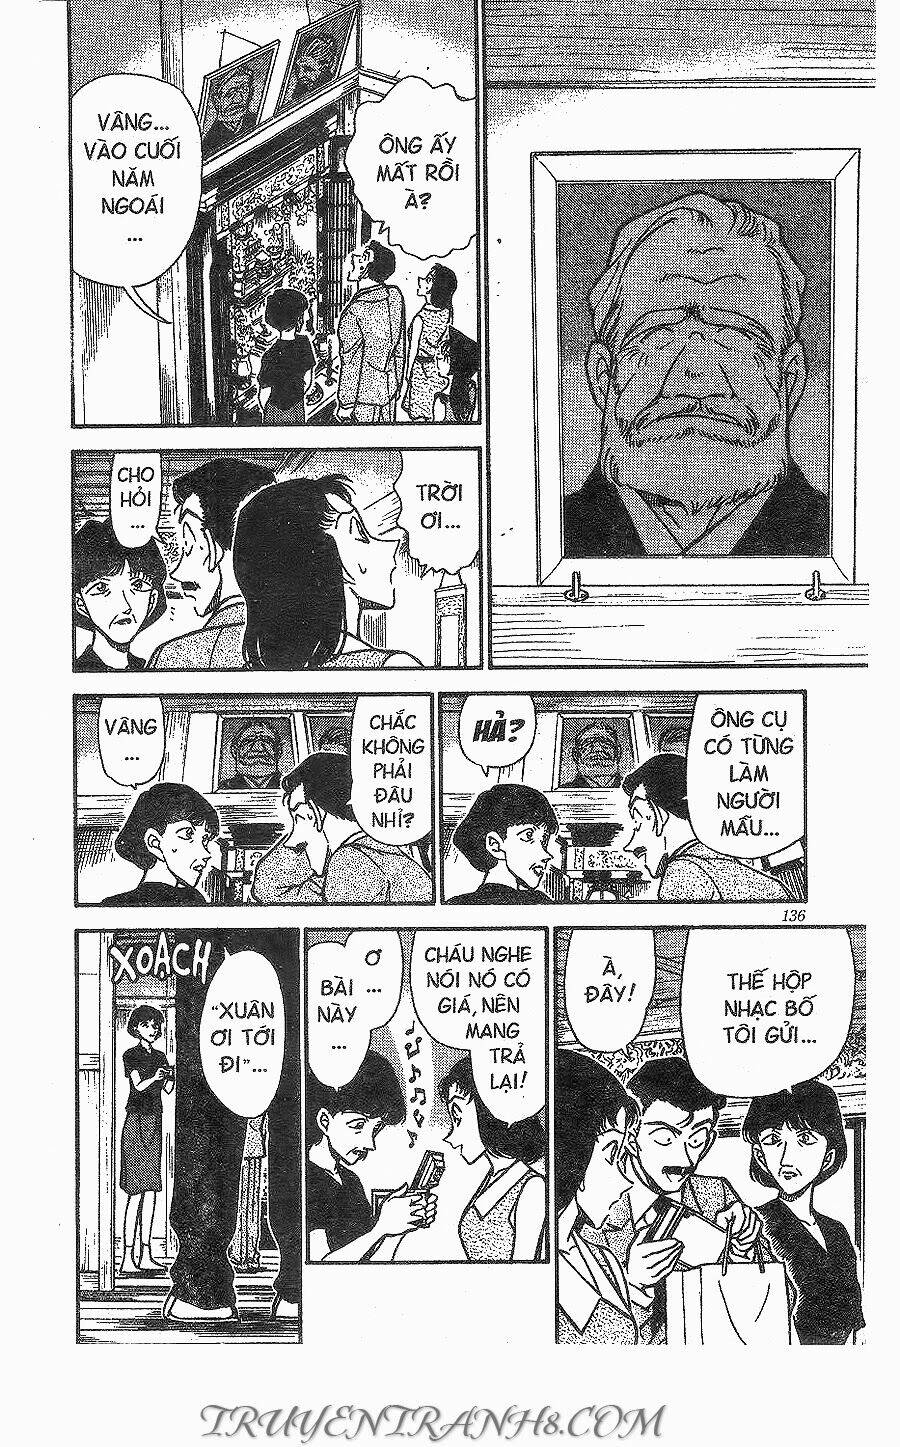 ÔNG ẤY
MẤT RỒI
À?
VÂNG...
VÀO CUỐI
NĂM
NGOÁI
...
TRỜI
ƠI...
CHO
HỎI
...
ÔNG CỤ
CÓ TỪNG
LÀM
NGƯỜI
MẪU...
HẢ?
CHẮC
KHÔNG
PHẢI
ĐÂU
NHỈ?
VÂNG
...
136
THẾ HỘP
NHẠC BỐ
TÔI GỬI...
À,
ĐÂY!
CHÁU NGHE
NÓI NÓ CÓ
GIÁ, NÊN
MANG
TRẢ
LẠI!
Ơ
...
BÀI
NÀY
...
"XUÂN
ƠI TỚI
ĐI"...
XOẠCH
TRUYENTRANH8.COM